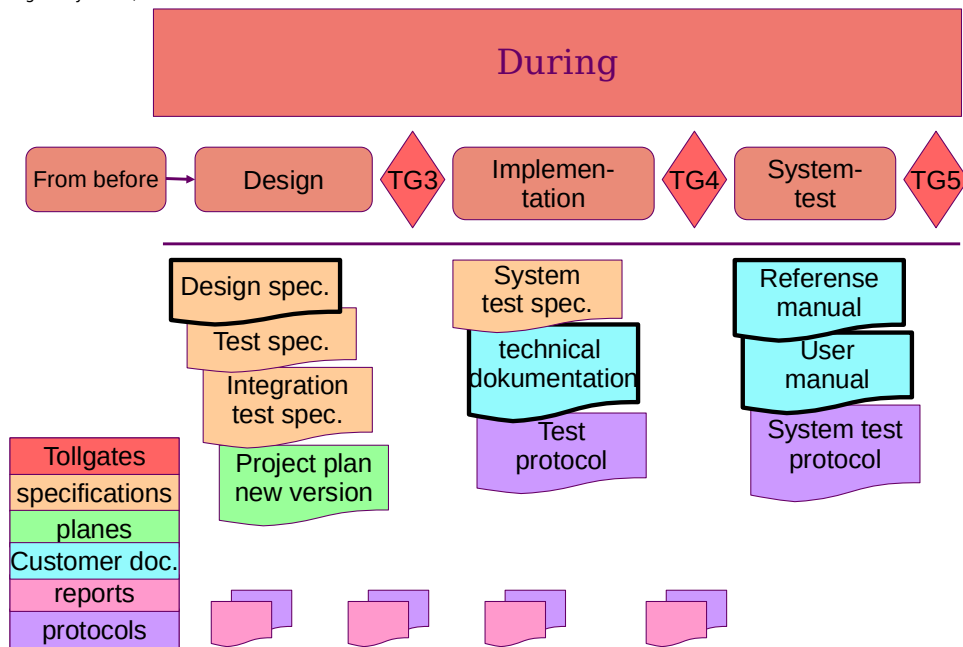 During
From before
Design
TG3
Implemen-
tation
TG4
System-
test
TG5
Design spec.
Test spec.
Integration
test spec.
Project plan
new version
System
test spec.
technical
dokumentation
Test
protocol
Referense
manual
User
manual
System test
protocol
Tollgates
specifications
planes
Customer doc.
reports
protocols